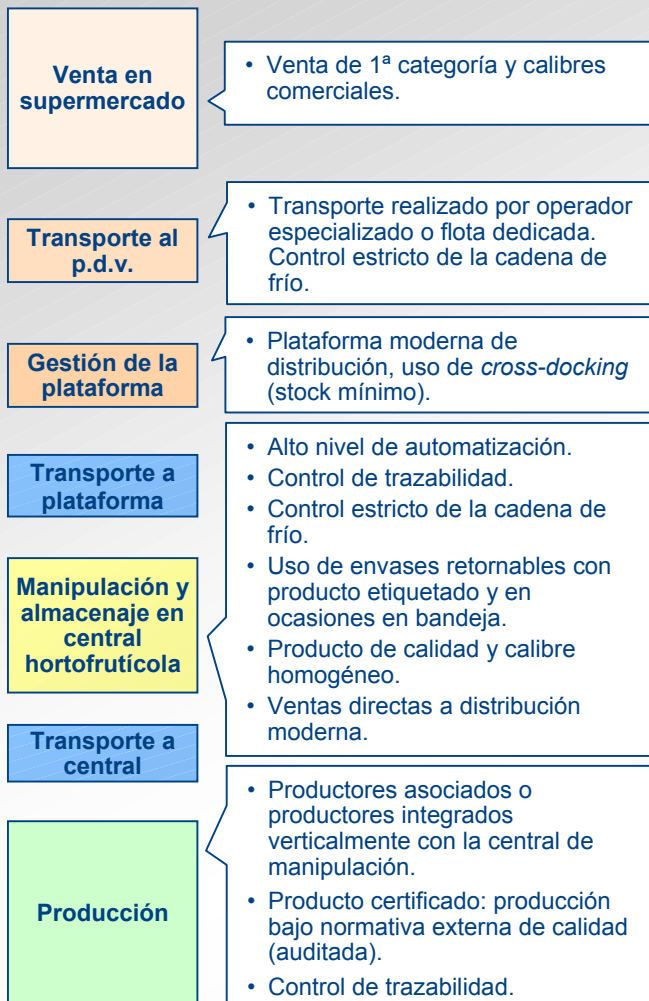 Venta en
supermercado
• Venta de 1ª categoría y calibres
comerciales.
Transporte al
p.d.v.
• Transporte realizado por operador
especializado o flota dedicada.
Control estricto de la cadena de
frío.
Gestión de la
plataforma
• Plataforma moderna de
distribución, uso de cross-docking
(stock mínimo).
Transporte a
plataforma
Manipulación y
almacenaje en
central
hortofrutícola
• Alto nivel de automatización.
• Control de trazabilidad.
• Control estricto de la cadena de
frío.
• Uso de envases retornables con
producto etiquetado y en
ocasiones en bandeja.
• Producto de calidad y calibre
homogéneo.
• Ventas directas a distribución
moderna.
Transporte a
central
Producción
• Productores asociados o
productores integrados
verticalmente con la central de
manipulación.
• Producto certificado: producción
bajo normativa externa de calidad
(auditada).
• Control de trazabilidad.